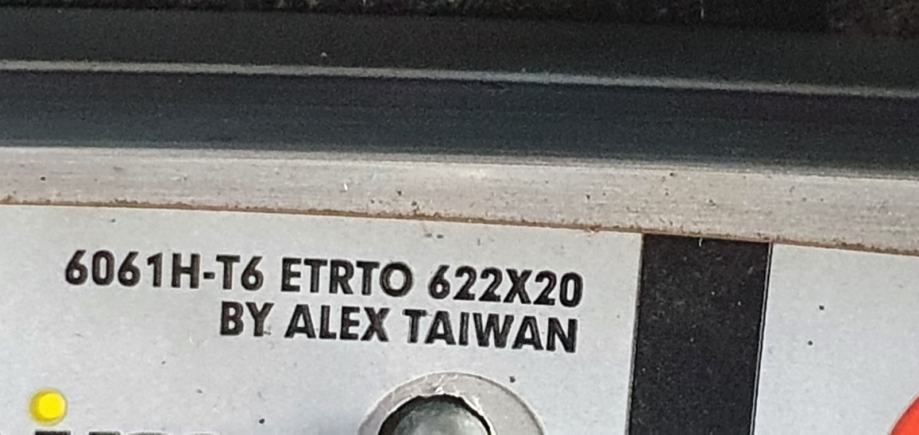 6061H-T6 ETRTO 622X20
BY ALEX TAIWAN